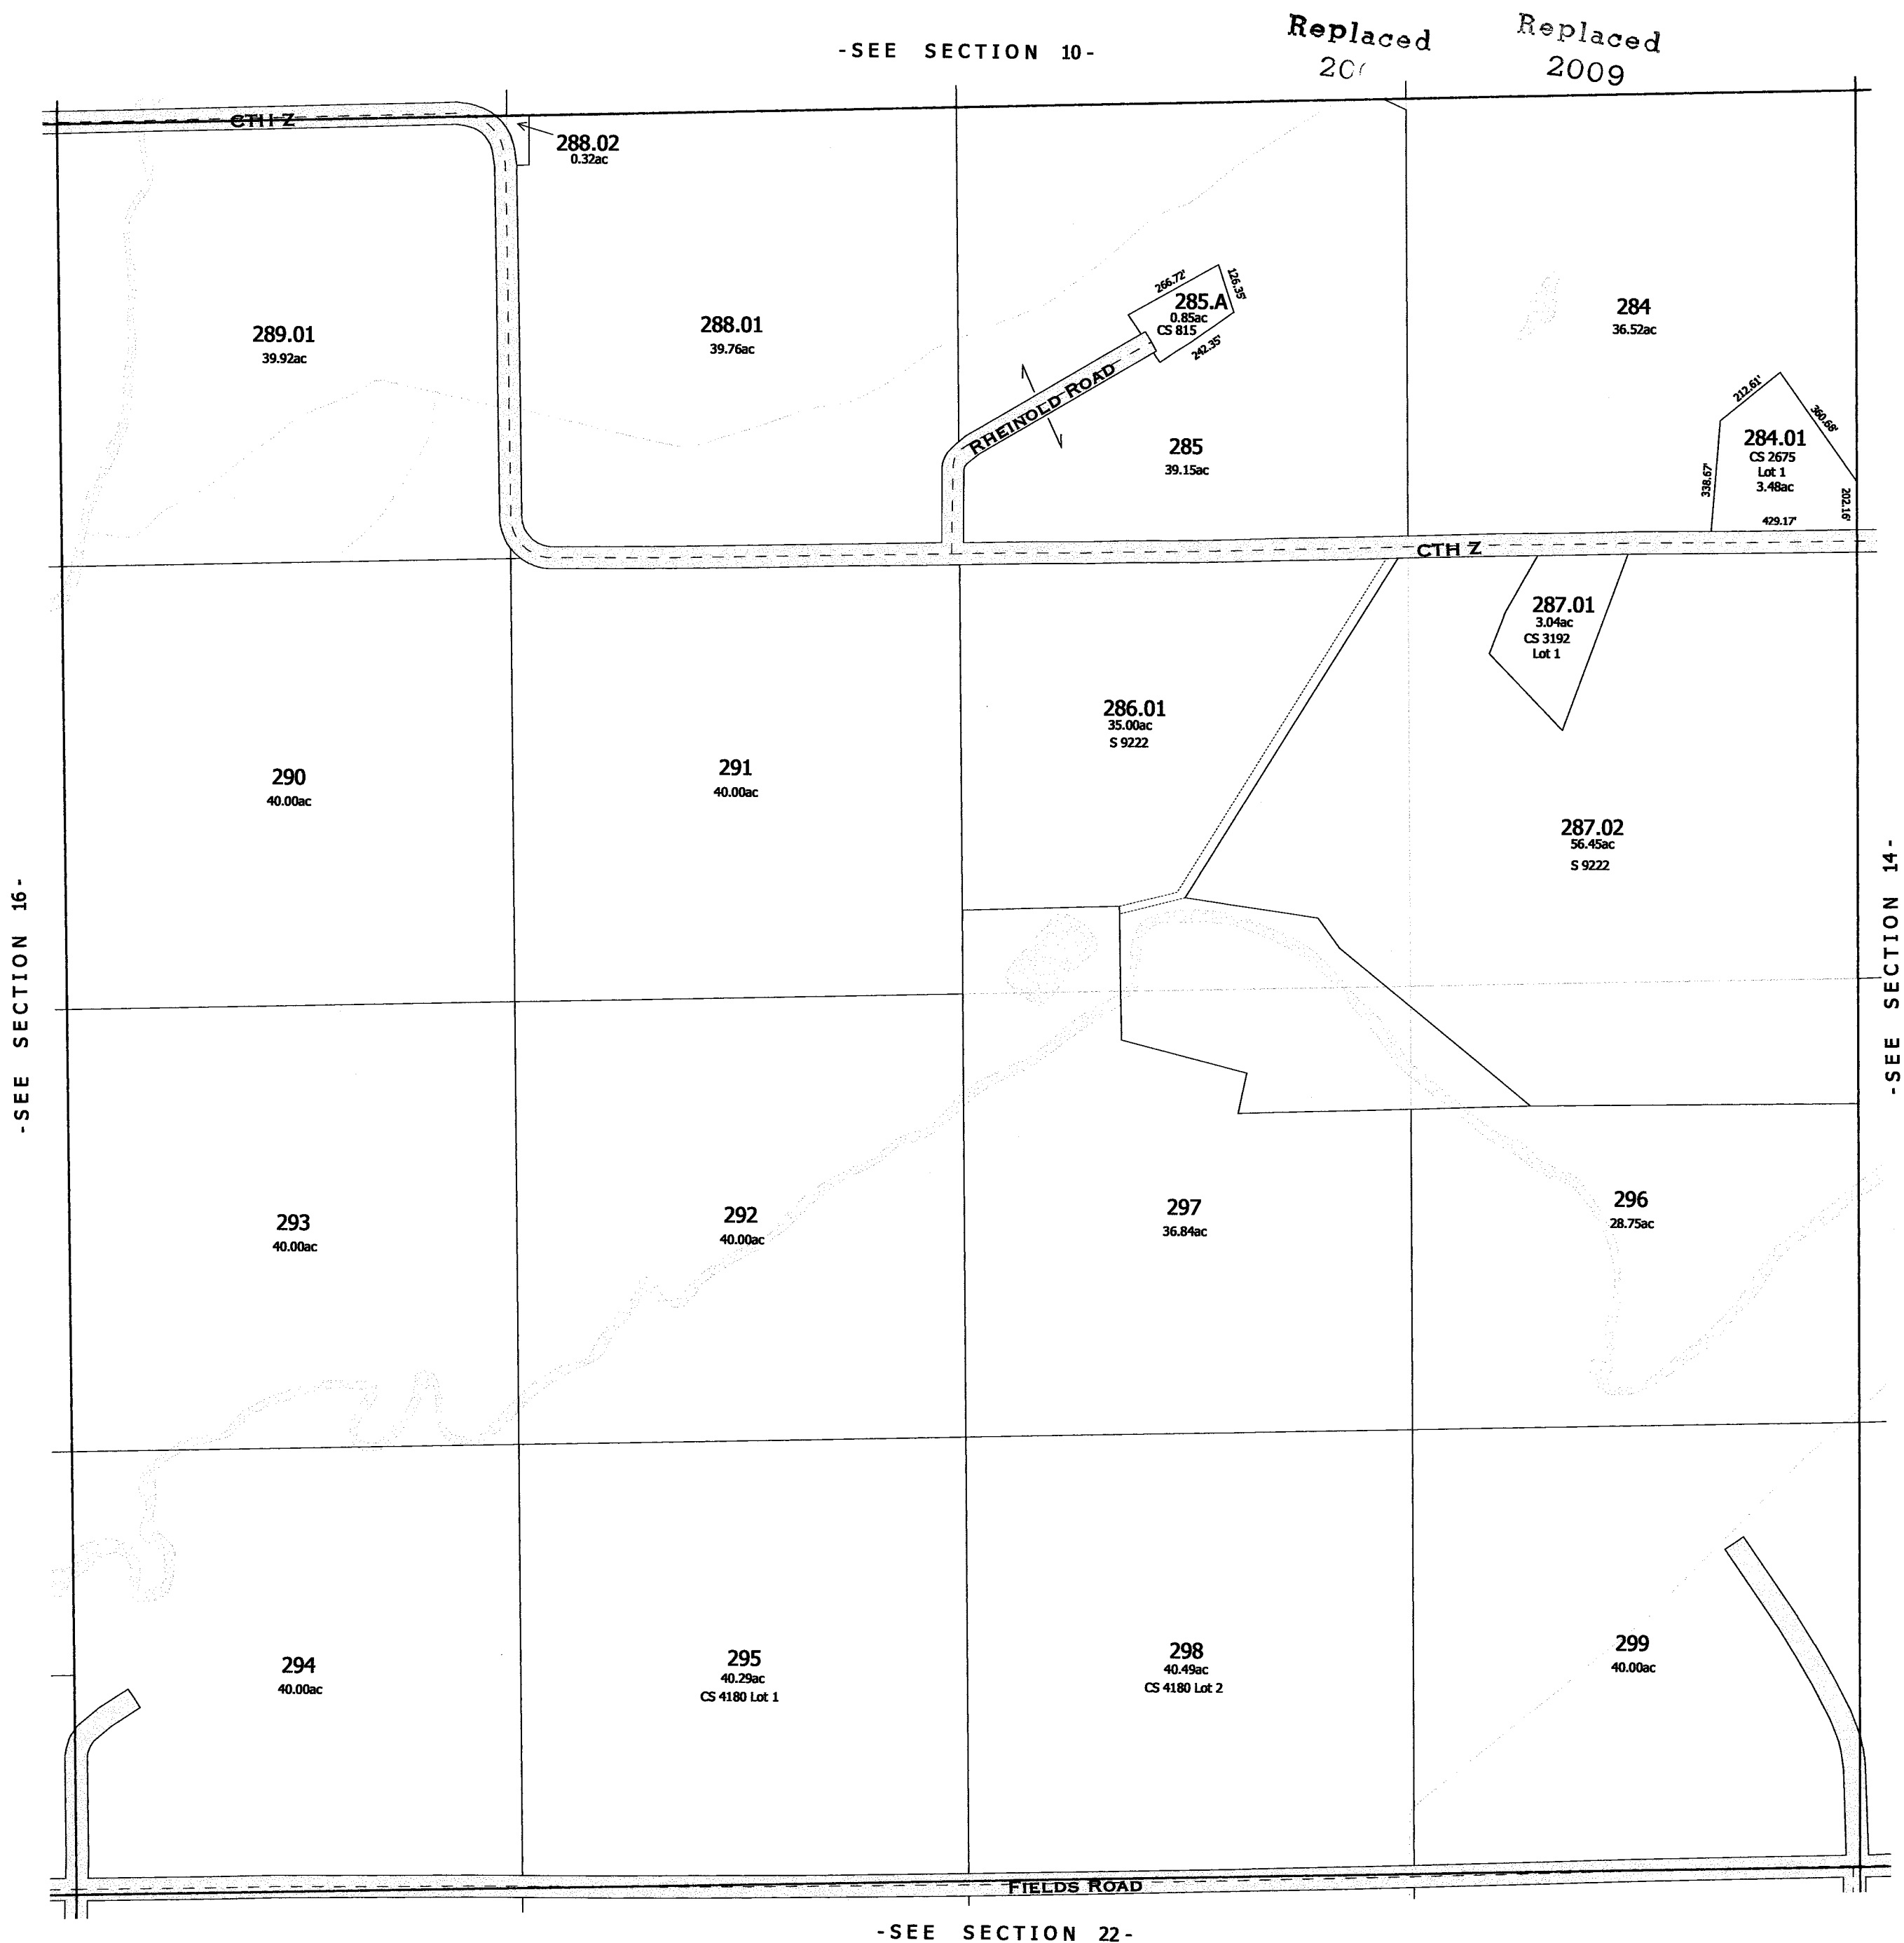 -SEE SECTION 10-
Replaced
Replaced
2009
CTH Z
288.02
0.32ac
289.01
39.92ac
288.01
39.76ac
266.72'
126.35'
285.A
0.85ac
CS 815
242.35'
RHEINOLD ROAD
285
39.15ac
284
36.52ac
212.61'
360.68'
284.01
CS 2675
Lot 1
3.48ac
338.67'
202.16'
429.17'
CTH Z
287.01
3.04ac
CS 3192
Lot 1
286.01
35.00ac
S 9222
290
40.00ac
291
40.00ac
287.02
56.45ac
S 9222
-SEE SECTION 16-
-SEE SECTION 14-
293
40.00ac
292
40.00ac
297
36.84ac
296
28.75ac
294
40.00ac
295
40.29ac
CS 4180 Lot 1
298
40.49ac
CS 4180 Lot 2
299
40.00ac
FIELDS ROAD
-SEE SECTION 22-